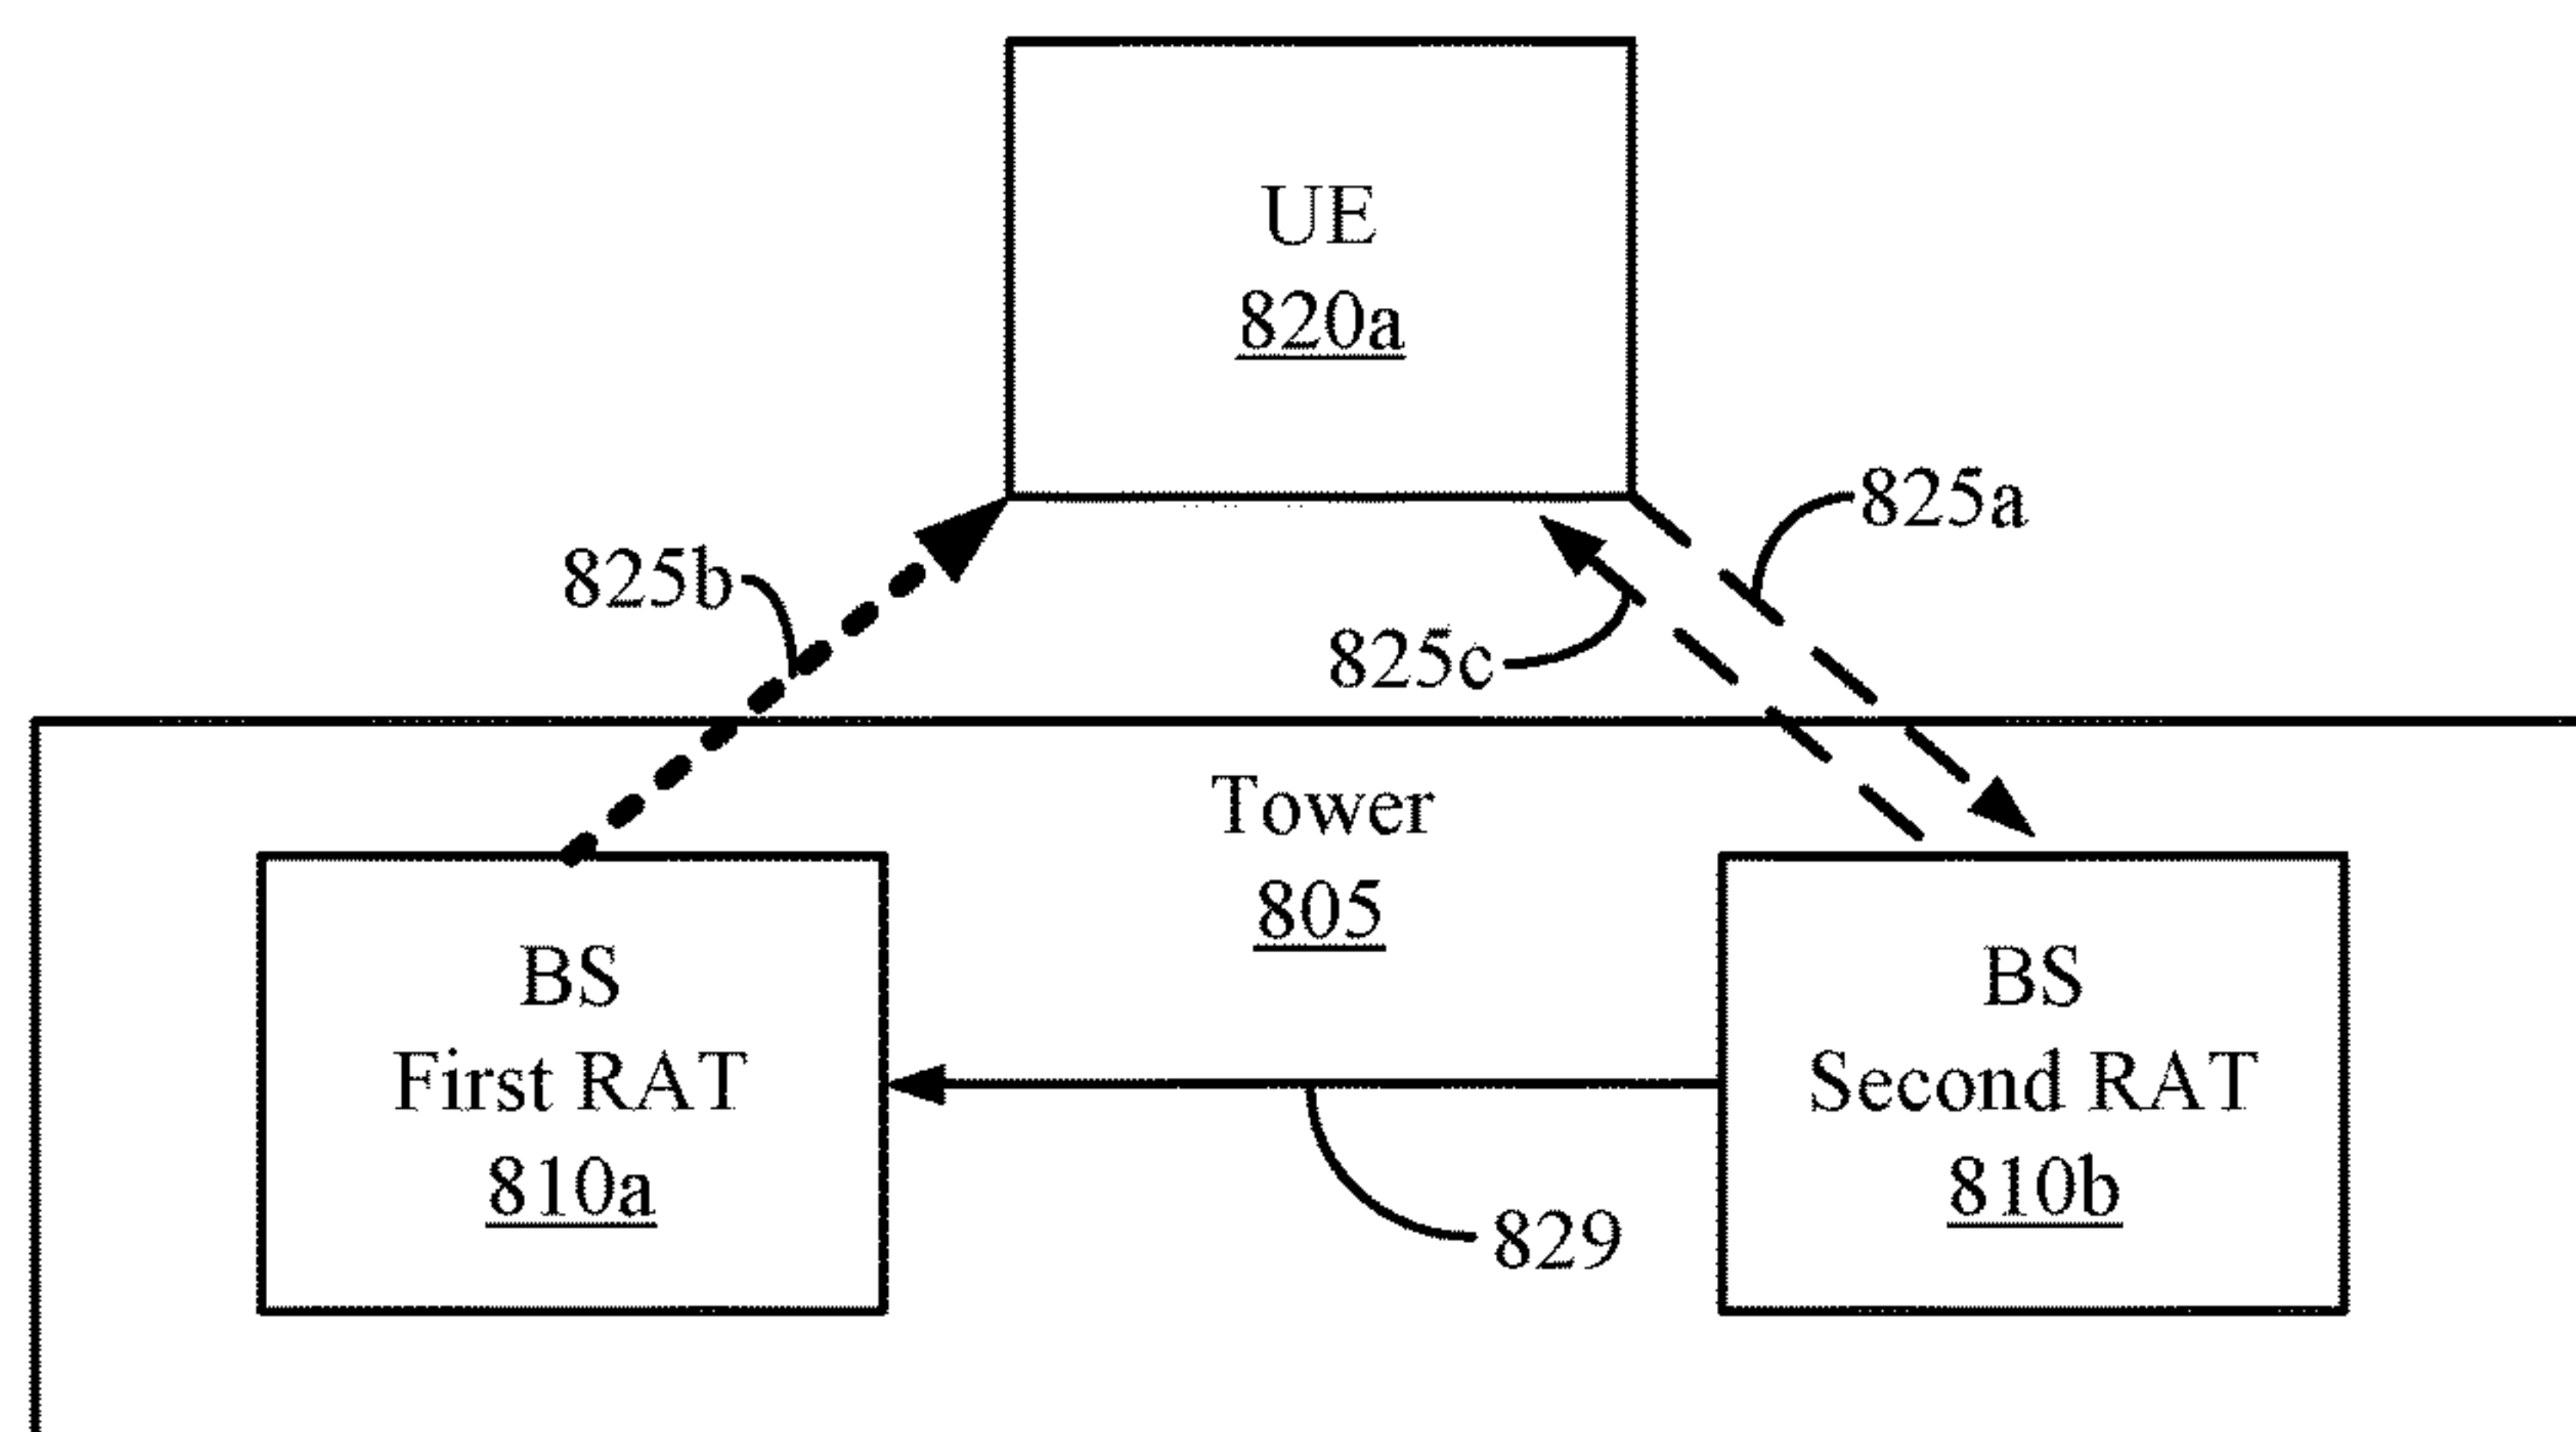 UE
820a
825a
825b
825c
Tower
805
BS
First RAT
810a
BS
Second RAT
810b
829